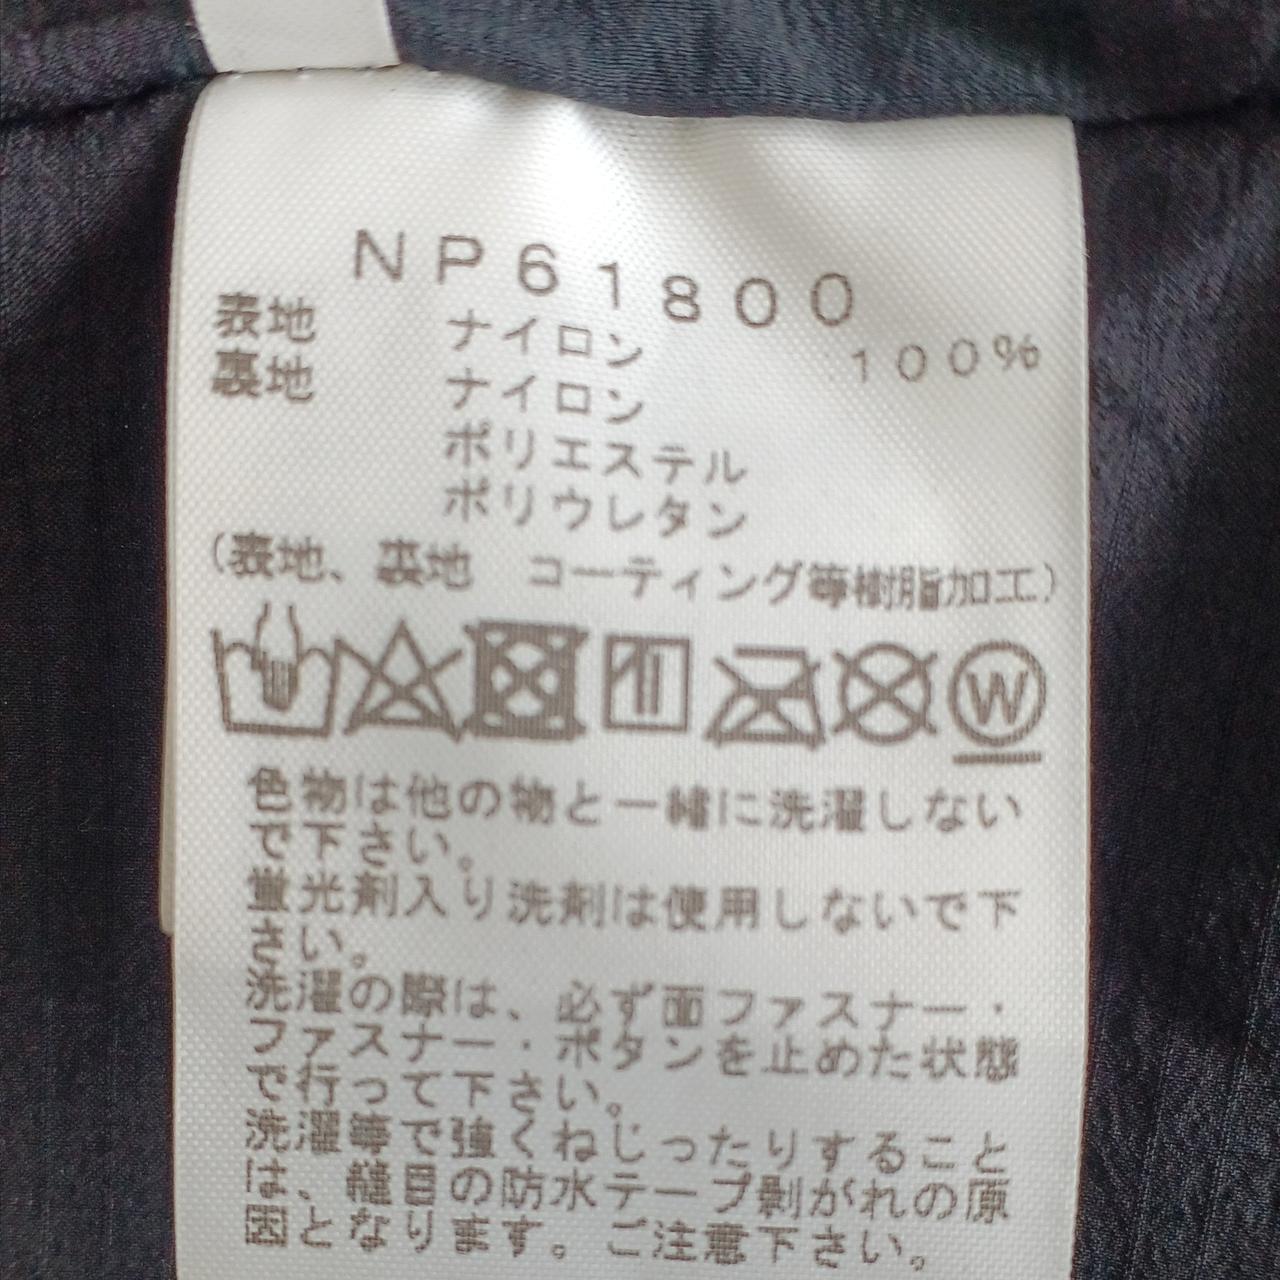 NP61800
表地 ナイロン 100%
裏地 ナイロン
ポリエステル
ポリウレタン
(表地、裏地 コーティング等樹脂加工)
W
色物は他の物と一緒に洗濯しない
で下さい。
蛍光剤入り洗剤は使用しないで下
さい。
洗濯の際は、必ず面ファスナー・
ファスナー・ボタンを止めた状態
で行って下さい。
洗濯等で強くねじったりすること
は、縫目の防水テープ剥がれの原
因となります。ご注意下さい。